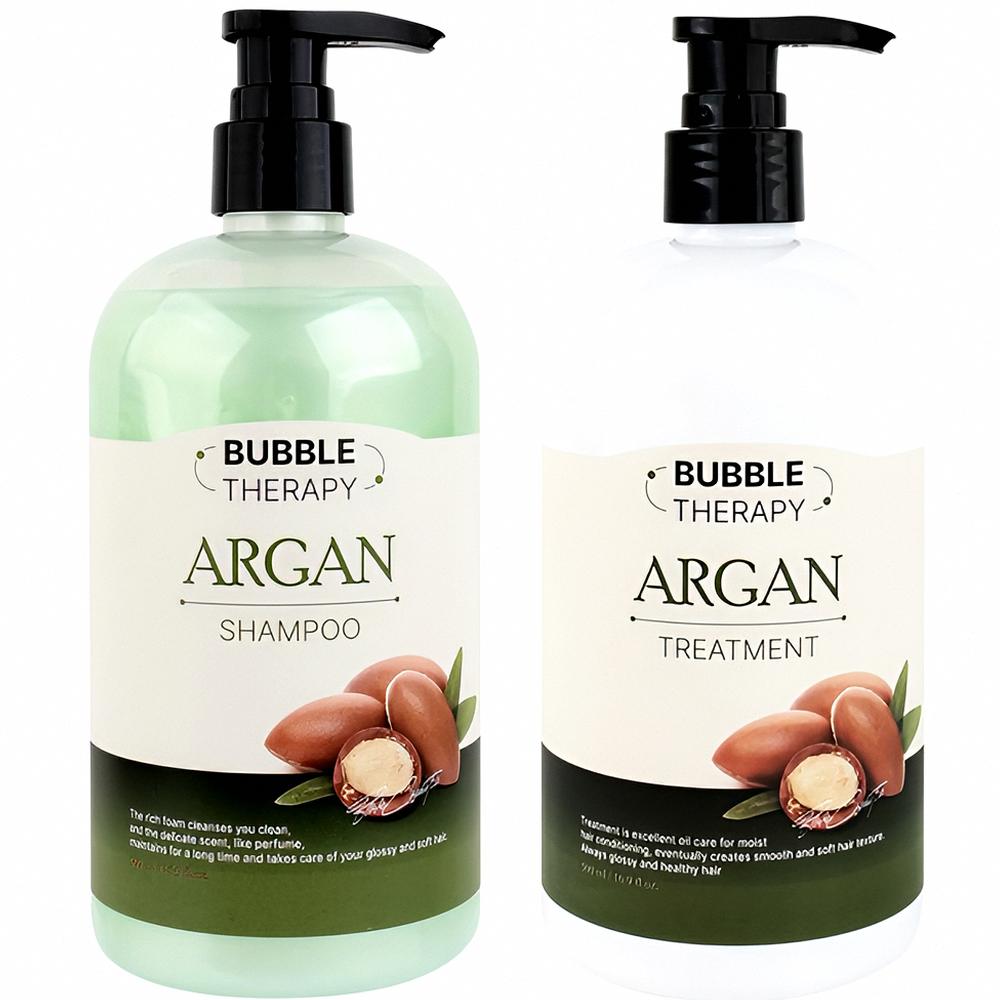 BUBBLE
THERAPY
ARGAN
SHAMPOO
The rich foam cleanses you clean,
and the delicate scent, like perfume,
maintains for a long time and takes care of your glossy and soft hair.
BUBBLE
THERAPY
ARGAN
TREATMENT
Treatment is excellent oil care for moist
hair conditioning, eventually creates smooth and soft hair texture.
Always glossy and healthy hair